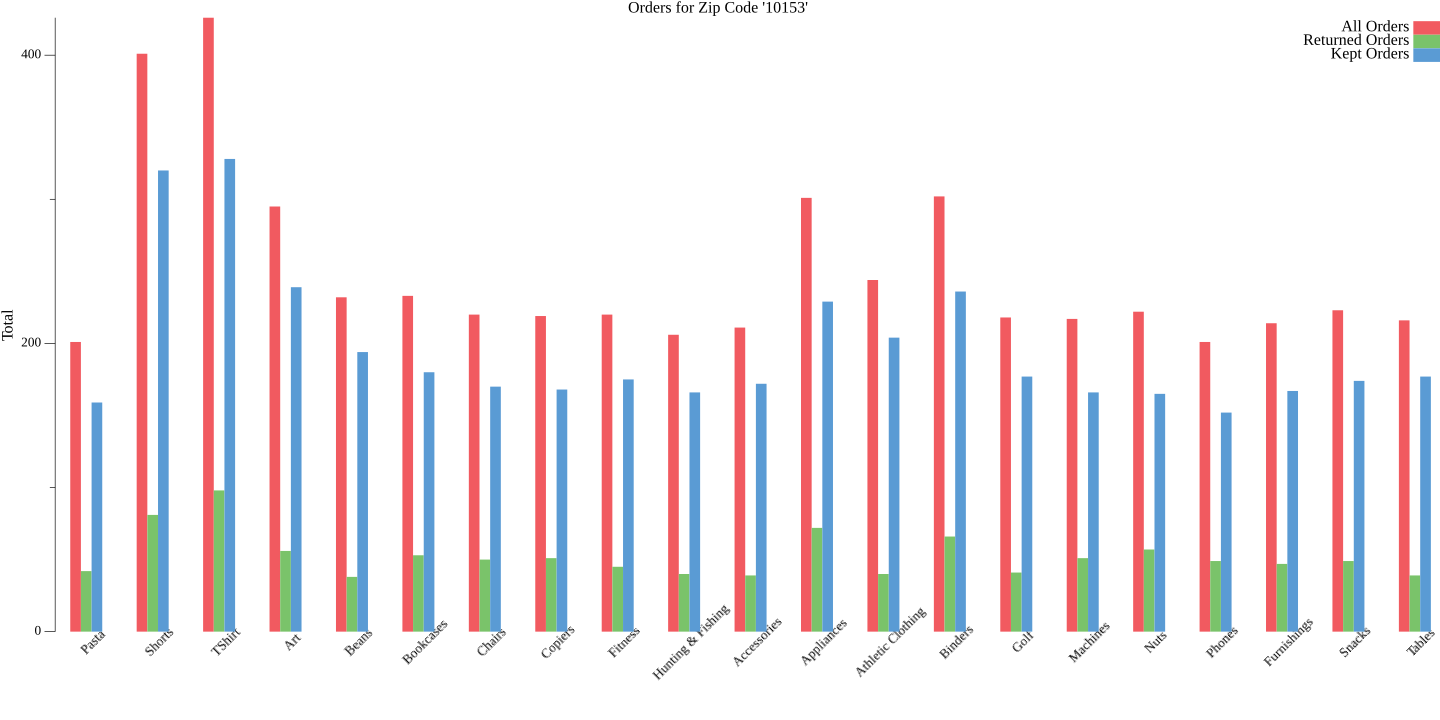 Orders for Zip Code '10153'
All Orders
Returned Orders
Kept Orders
Total
400
200
0
Pasta
Shorts
TShirt
Art
Beans
Bookcases
Chairs
Copiers
Fitness
Hunting & Fishing
Accessories
Appliances
Athletic Clothing
Binders
Golf
Machines
Nuts
Phones
Furnishings
Snacks
Tables